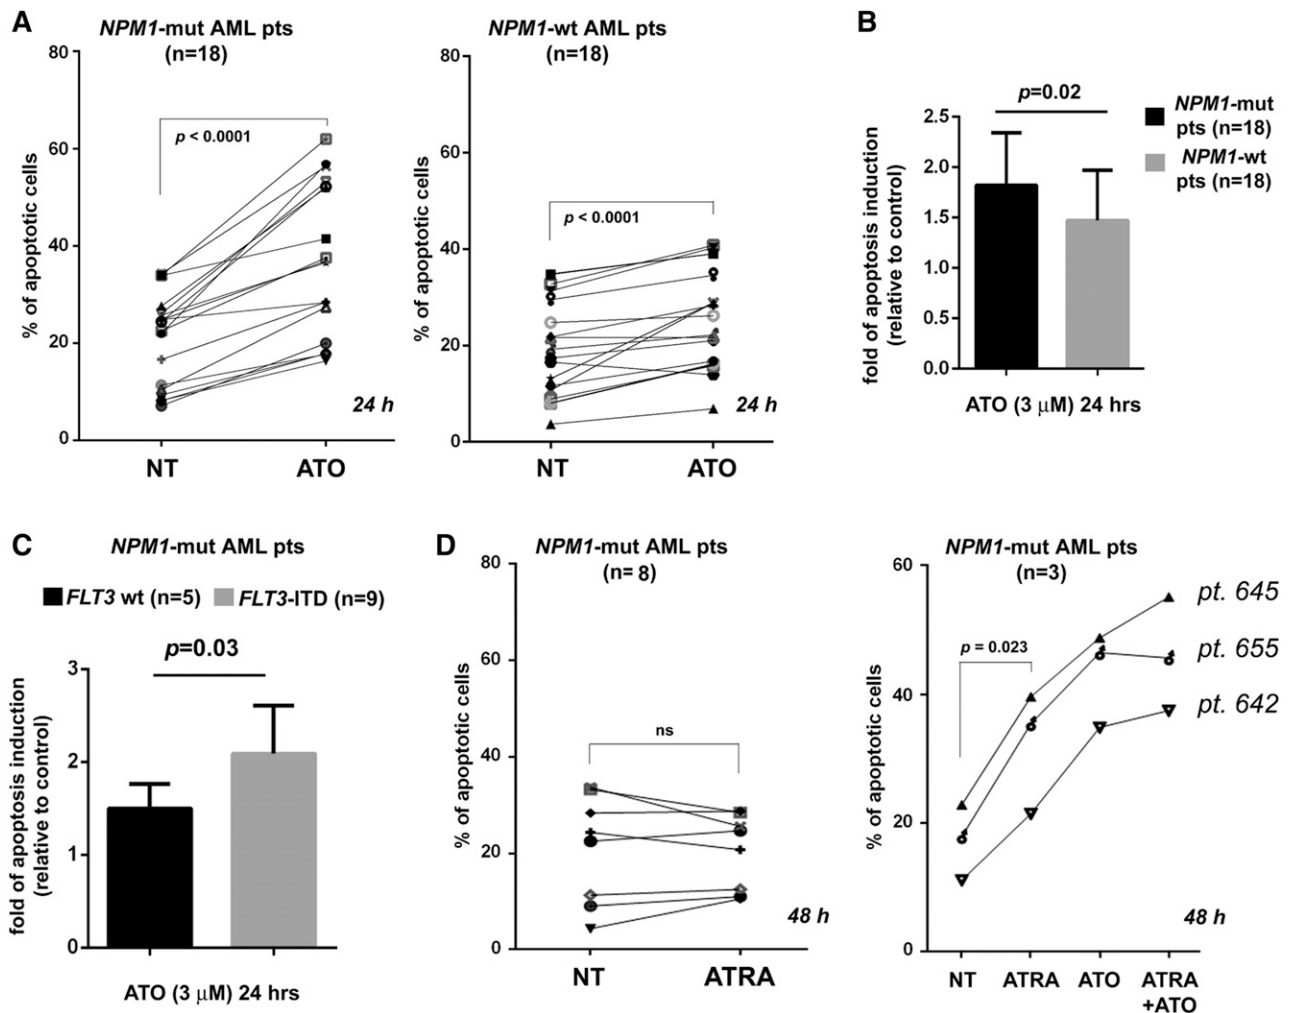 A
NPM1-mut AML pts
(n=18)
80
60
40
20
0
% of apoptotic cells
p < 0.0001
24 h
NT
ATO
NPM1-wt AML pts
(n=18)
80
60
40
20
0
% of apoptotic cells
p < 0.0001
24 h
NT
ATO
B
p=0.02
2.5
2.0
1.5
1.0
0.5
0.0
fold of apoptosis induction
(relative to control)
ATO (3 μM) 24 hrs
NPM1-mut
pts (n=18)
NPM1-wt
pts (n=18)
C
NPM1-mut AML pts
FLT3 wt (n=5)
FLT3-ITD (n=9)
p=0.03
3
2
1
0
fold of apoptosis induction
(relative to control)
ATO (3 μM) 24 hrs
D
NPM1-mut AML pts
(n= 8)
80
60
40
20
0
% of apoptotic cells
ns
48 h
NT
ATRA
NPM1-mut AML pts
(n=3)
60
40
20
0
% of apoptotic cells
p = 0.023
pt. 645
pt. 655
pt. 642
48 h
NT
ATRA
ATO
ATRA
+ATO